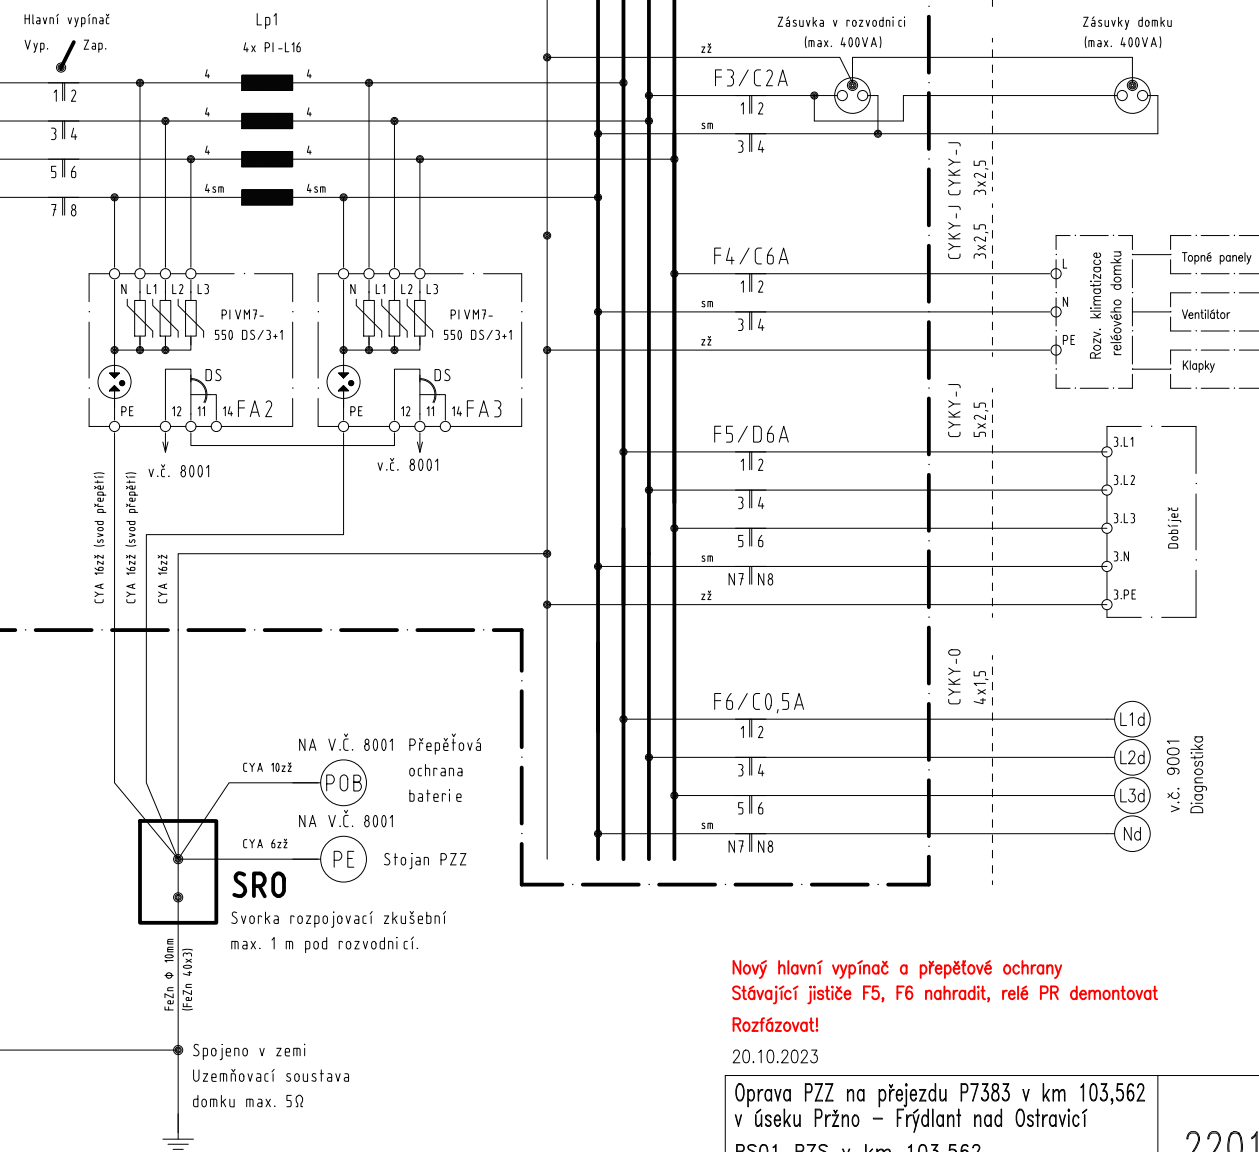 Hlavní vypínač
Vyp. Zap.
Lp1
4x PI-L16
1 2
3 4
5 6
7 8
4 4
4 4
4 4
4sm 4sm
N L1 L2 L3
PIVM7-
550 DS/3+1
DS
PE 12 11 14 FA2
v.č. 8001
N L1 L2 L3
PIVM7-
550 DS/3+1
DS
PE 12 11 14 FA3
v.č. 8001
CYA 16zž (svod přepětí)
CYA 16zž (svod přepětí)
CYA 16zž
Zásuvka v rozvodnici
(max. 400VA)
Zásuvky domku
(max. 400VA)
zž
F3/C2A
1 2
sm
3 4
CYKY-J
3x2,5
CYKY-J
3x2,5
F4/C6A
1 2
sm
3 4
zž
L
N
PE
Rozv. klimatizace
reléového domku
Topné panely
Ventilátor
Klapky
CYKY-J
5x2,5
F5/D6A
1 2
3 4
5 6
sm
N7 N8
zž
3.L1
3.L2
3.L3
3.N
3.PE
Dobíječ
CYKY-O
4x1,5
F6/C0,5A
1 2
3 4
5 6
sm
N7 N8
L1d
L2d
L3d
Nd
v.č. 9001
Diagnostika
NA V.Č. 8001 Přepěťová
ochrana
baterie
CYA 10zž
POB
NA V.Č. 8001
CYA 6zž
PE
Stojan PZZ
SRO
Svorka rozpojovací zkušební
max. 1 m pod rozvodnicí.
FeZn Φ 10mm
(FeZn 40x3)
Spojeno v zemi
Uzemňovací soustava
domku max. 5Ω
Nový hlavní vypínač a přepěťové ochrany
Stávající jističe F5, F6 nahradit, relé PR demontovat
Rozfázovat!
20.10.2023
Oprava PZZ na přejezdu P7383 v km 103,562
v úseku Pržno – Frýdlant nad Ostravicí
PS01 PZS v km 103,562
2201